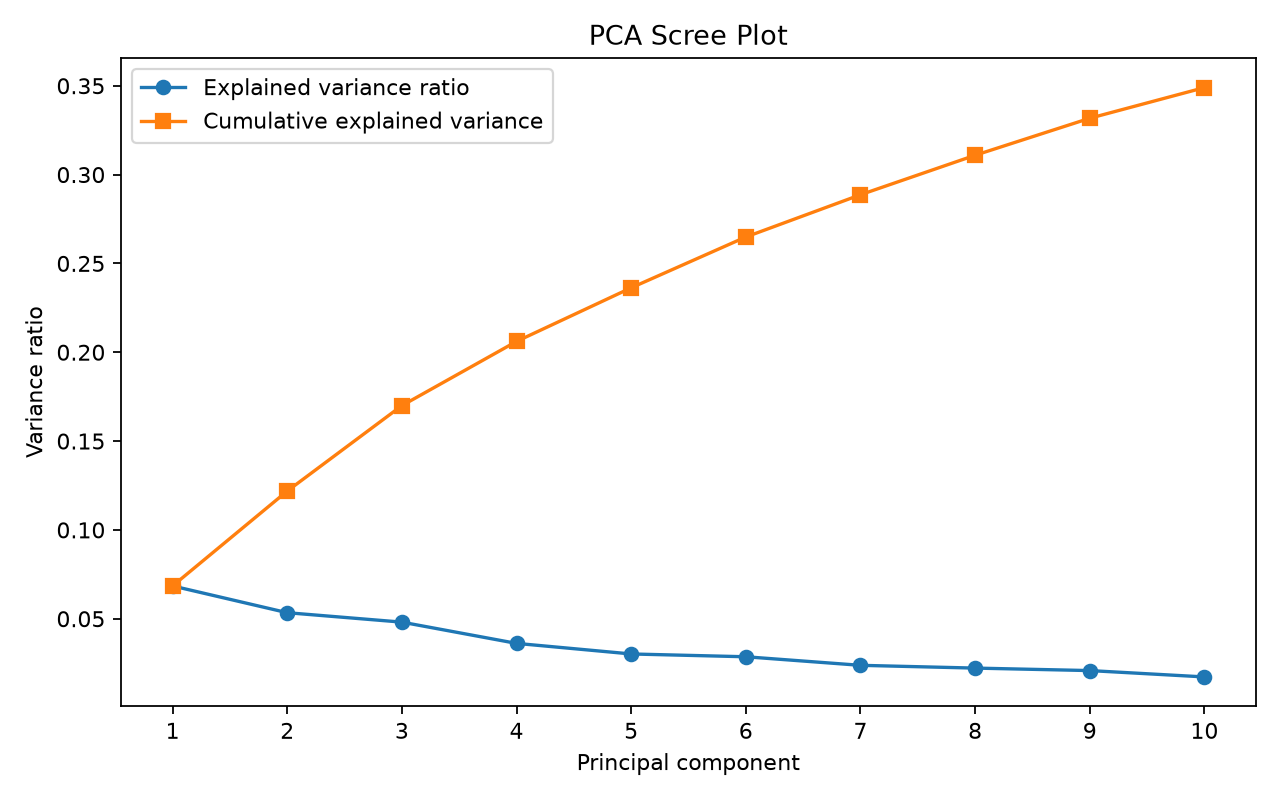 PCA Scree Plot
Explained variance ratio
Cumulative explained variance
0.35
0.30
0.25
0.20
0.15
0.10
0.05
Variance ratio
1 2 3 4 5 6 7 8 9 10
Principal component